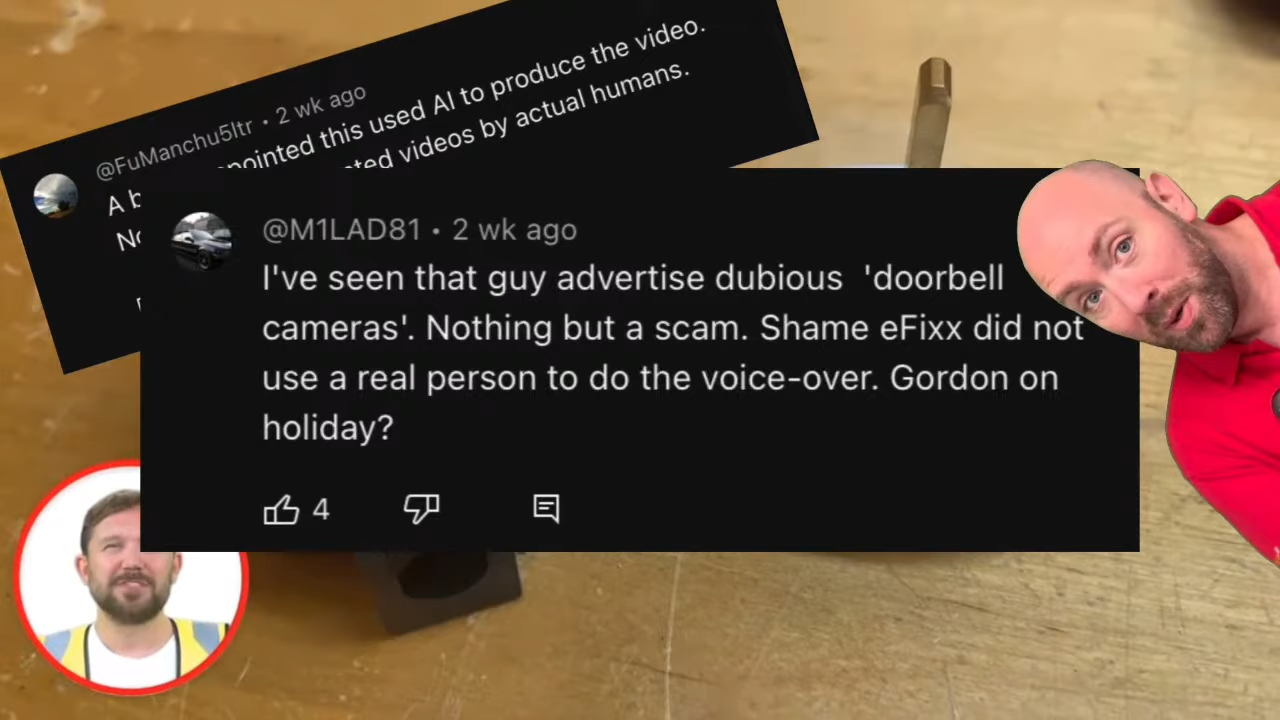 @FuManchu5ltr • 2 wk ago
A
this used AI to produce the video.
videos by actual humans.
@M1LAD81 • 2 wk ago
I've seen that guy advertise dubious 'doorbell
cameras'. Nothing but a scam. Shame eFixx did not
use a real person to do the voice-over. Gordon on
holiday?
4